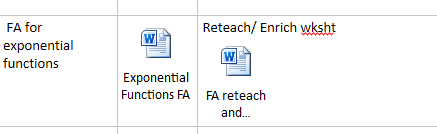 FA for
exponential
functions
Exponential
Functions FA
Reteach/ Enrich wksht
FA reteach
and...